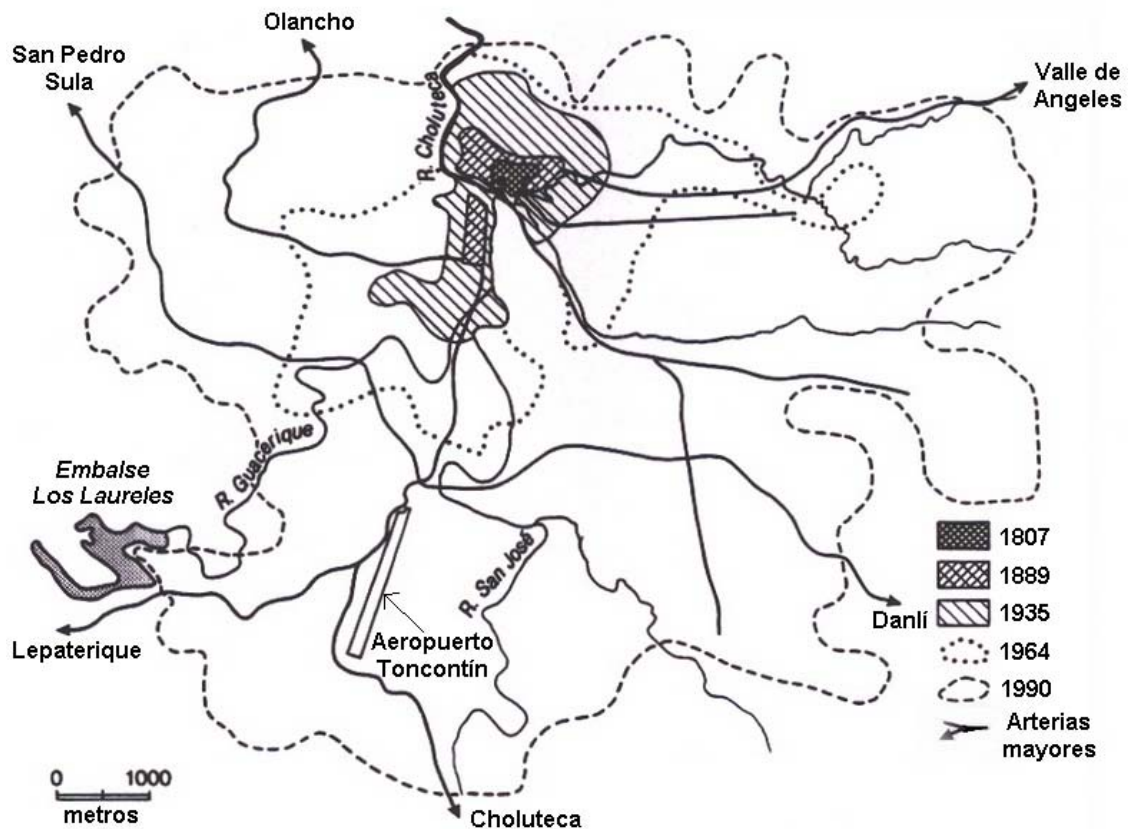 Olancho
San Pedro
Sula
Valle de
Angeles
R. Choluteca
R. Guacerique
Embalse
Los Laureles
R. San José
Lepaterique
Aeropuerto
Toncontín
Danlí
Choluteca
1807
1889
1935
1964
1990
Arterias
mayores
0 1000
metros